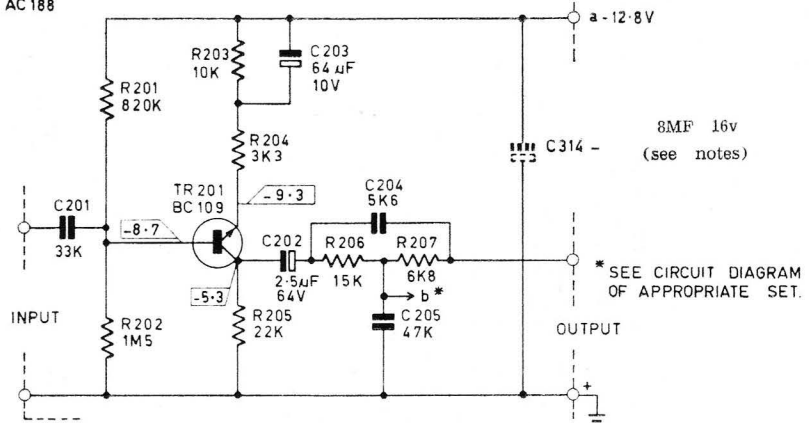 AC 188
a -12·8V
R203
10K
C203
64 µF
10V
R201
820K
R204
3K3
C314 -
8MF 16v
(see notes)
TR 201
BC 109
-9·3
C204
5K6
C201
33K
-8·7
C202
2·5µF
64V
R206
15K
R207
6K8
* SEE CIRCUIT DIAGRAM
OF APPROPRIATE SET.
-5·3
b *
INPUT
R202
1M5
R205
22K
C205
47K
OUTPUT
+